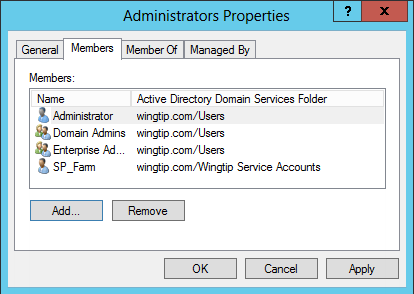 Administrators Properties
? x
General Members Member Of Managed By
Members:
Name Active Directory Domain Services Folder
Administrator wingtip.com/Users
Domain Admins wingtip.com/Users
Enterprise Ad... wingtip.com/Users
SP_Farm wingtip.com/Wingtip Service Accounts
Add... Remove
OK Cancel Apply